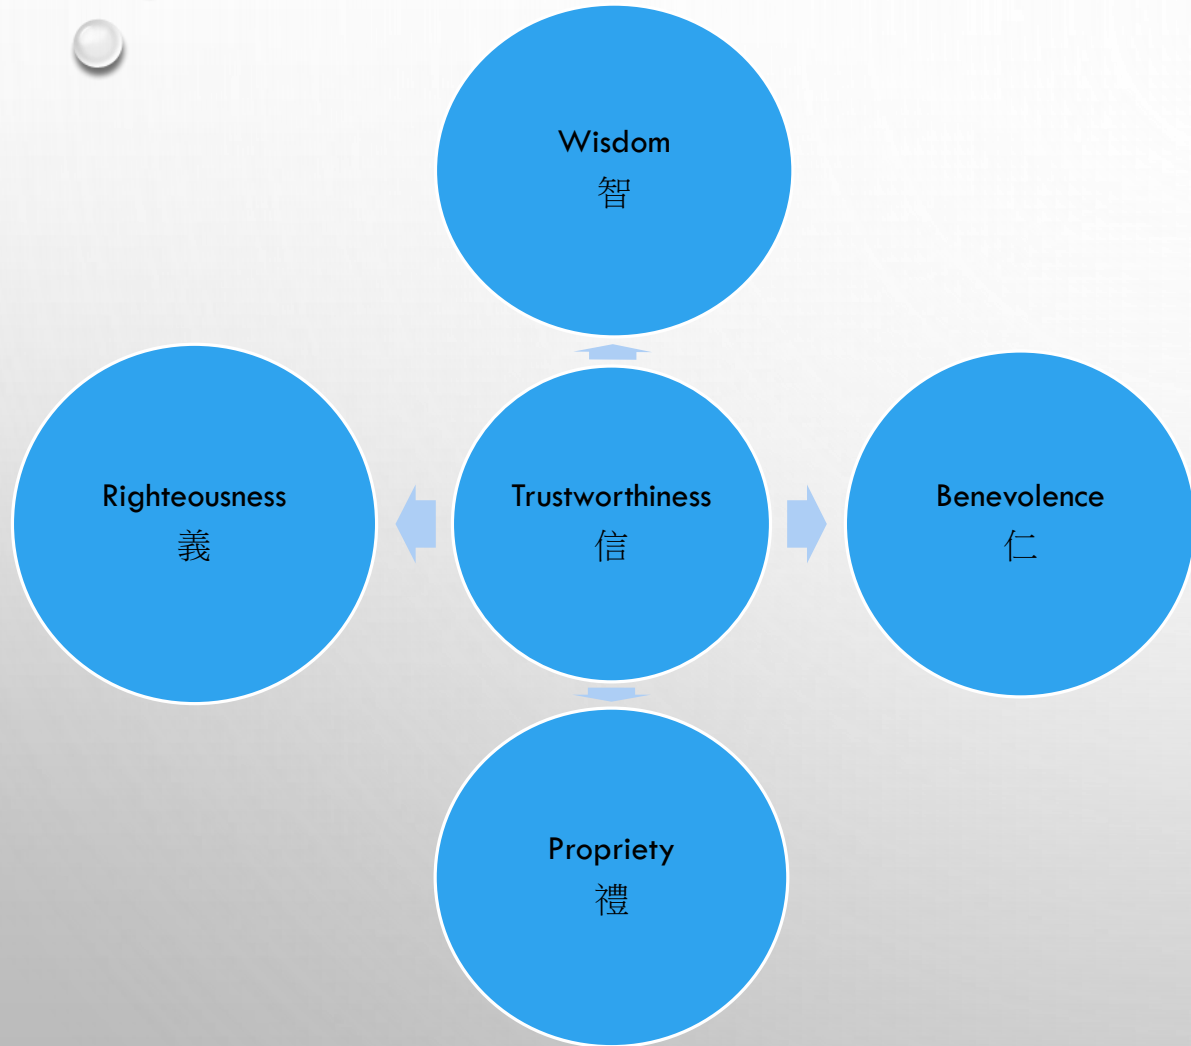 Wisdom
智
Righteousness
義
Trustworthiness
信
Benevolence
仁
Propriety
禮